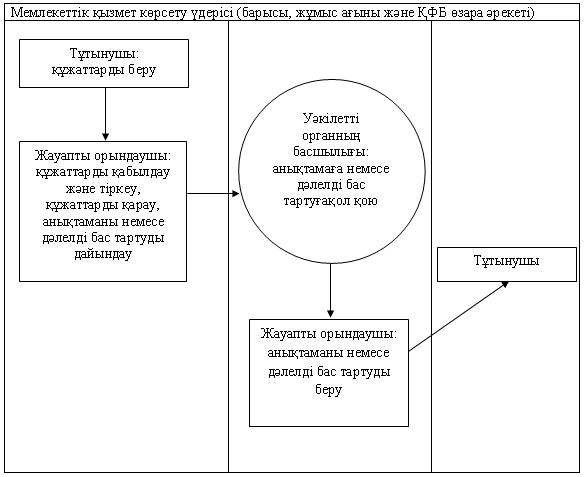 Мемлекеттік қызмет көрсету үдерісі (барысы, жұмыс ағыны және ҚФБ өзара әрекеті)
Тұтынушы:
құжаттарды беру
Жауапты орындаушы:
құжаттарды қабылдау
және тіркеу,
құжаттарды қарау,
анықтаманы немесе
дәлелді бас тартуды
дайындау
Уәкілетті
органның
басшылығы:
анықтамаға немесе
дәлелді бас
тартуғақол қою
Жауапты орындаушы:
анықтаманы немесе
дәлелді бас тартуды
беру
Тұтынушы